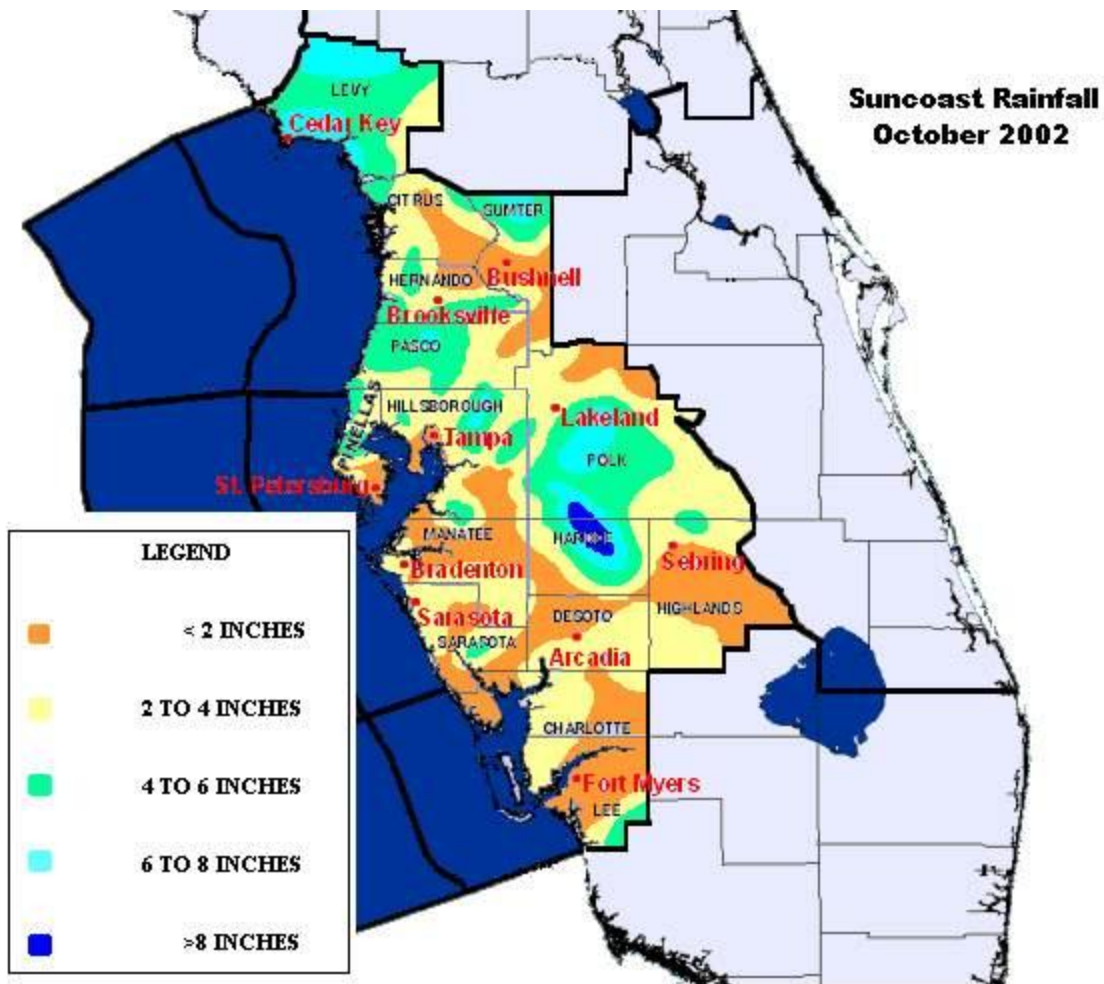 Suncoast Rainfall
October 2002
LEVY
Cedar Key
CITRUS
SUMTER
HERNANDO
Bushnell
Brooksville
PASCO
PINELLAS
HILLSBOROUGH
Lakeland
Tampa
POLK
St. Petersburg
MANATEE
HARDEE
Sebring
Bradenton
HIGHLANDS
Sarasota
DESOTO
SARASOTA
Arcadia
CHARLOTTE
Fort Myers
LEE
LEGEND
< 2 INCHES
2 TO 4 INCHES
4 TO 6 INCHES
6 TO 8 INCHES
>8 INCHES